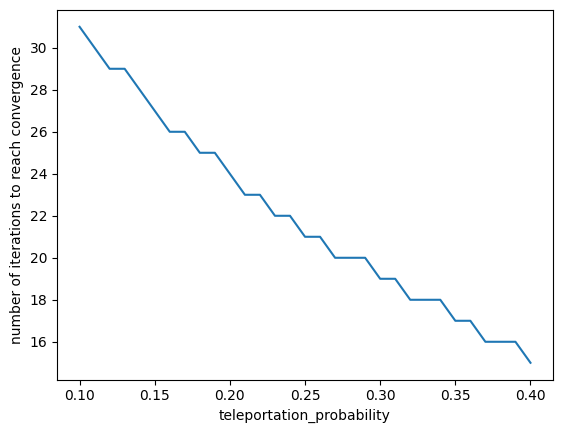 number of iterations to reach convergence
30
28
26
24
22
20
18
16
0.10 0.15 0.20 0.25 0.30 0.35 0.40
teleportation_probability